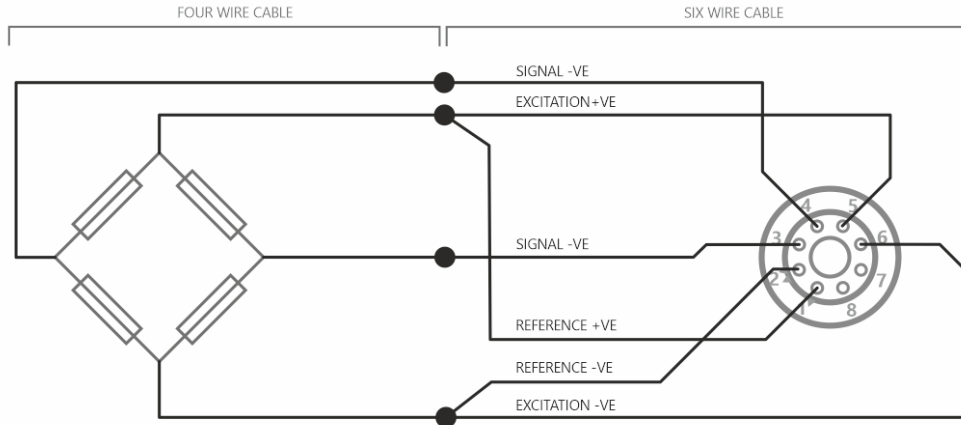 FOUR WIRE CABLE
SIX WIRE CABLE
SIGNAL -VE
EXCITATION+VE
4
5
SIGNAL -VE
3
6
2
7
1
8
REFERENCE +VE
REFERENCE -VE
EXCITATION -VE